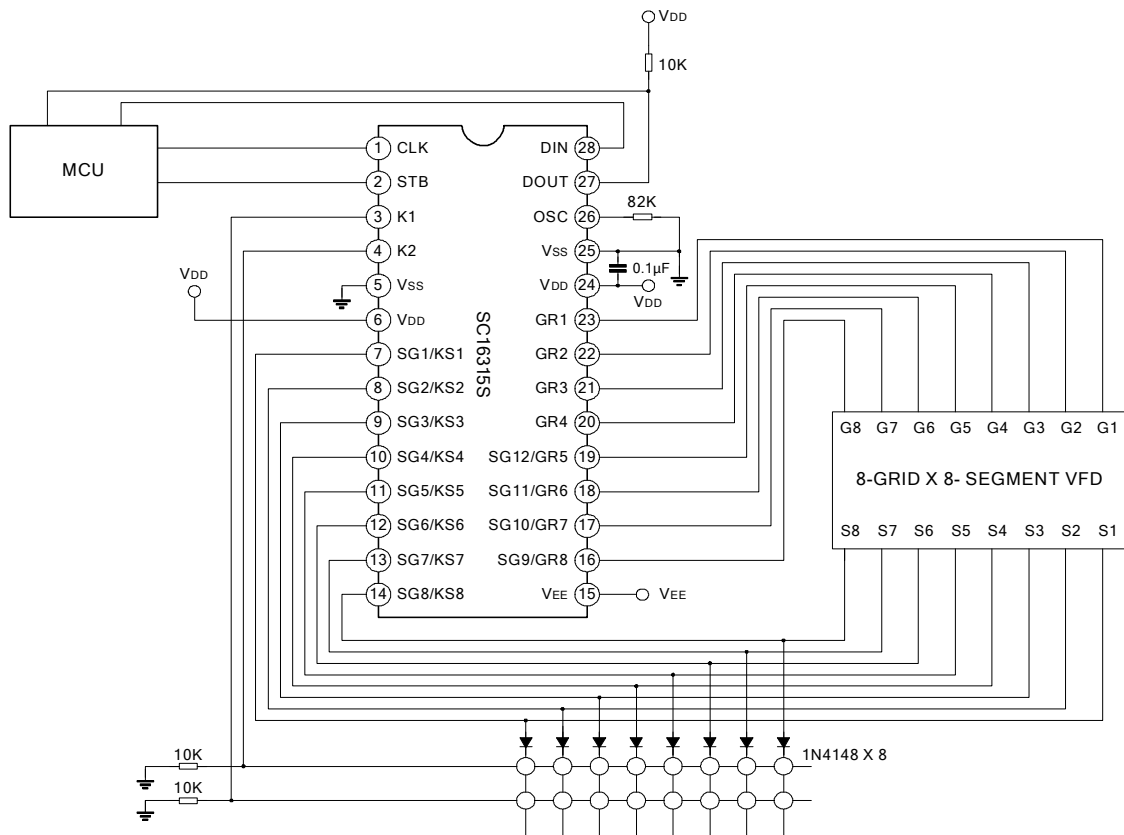 VDD
10K
MCU
1 CLK
2 STB
3 K1
4 K2
5 VSS
6 VDD
7 SG1/KS1
8 SG2/KS2
9 SG3/KS3
10 SG4/KS4
11 SG5/KS5
12 SG6/KS6
13 SG7/KS7
14 SG8/KS8
VDD
SC16315S
DIN 28
DOUT 27
OSC 26
VSS 25
VDD 24
GR1 23
GR2 22
GR3 21
GR4 20
SG12/GR5 19
SG11/GR6 18
SG10/GR7 17
SG9/GR8 16
VEE 15
VEE
82K
0.1µF
VDD
G8 G7 G6 G5 G4 G3 G2 G1
8-GRID X 8- SEGMENT VFD
S8 S7 S6 S5 S4 S3 S2 S1
1N4148 X 8
10K
10K